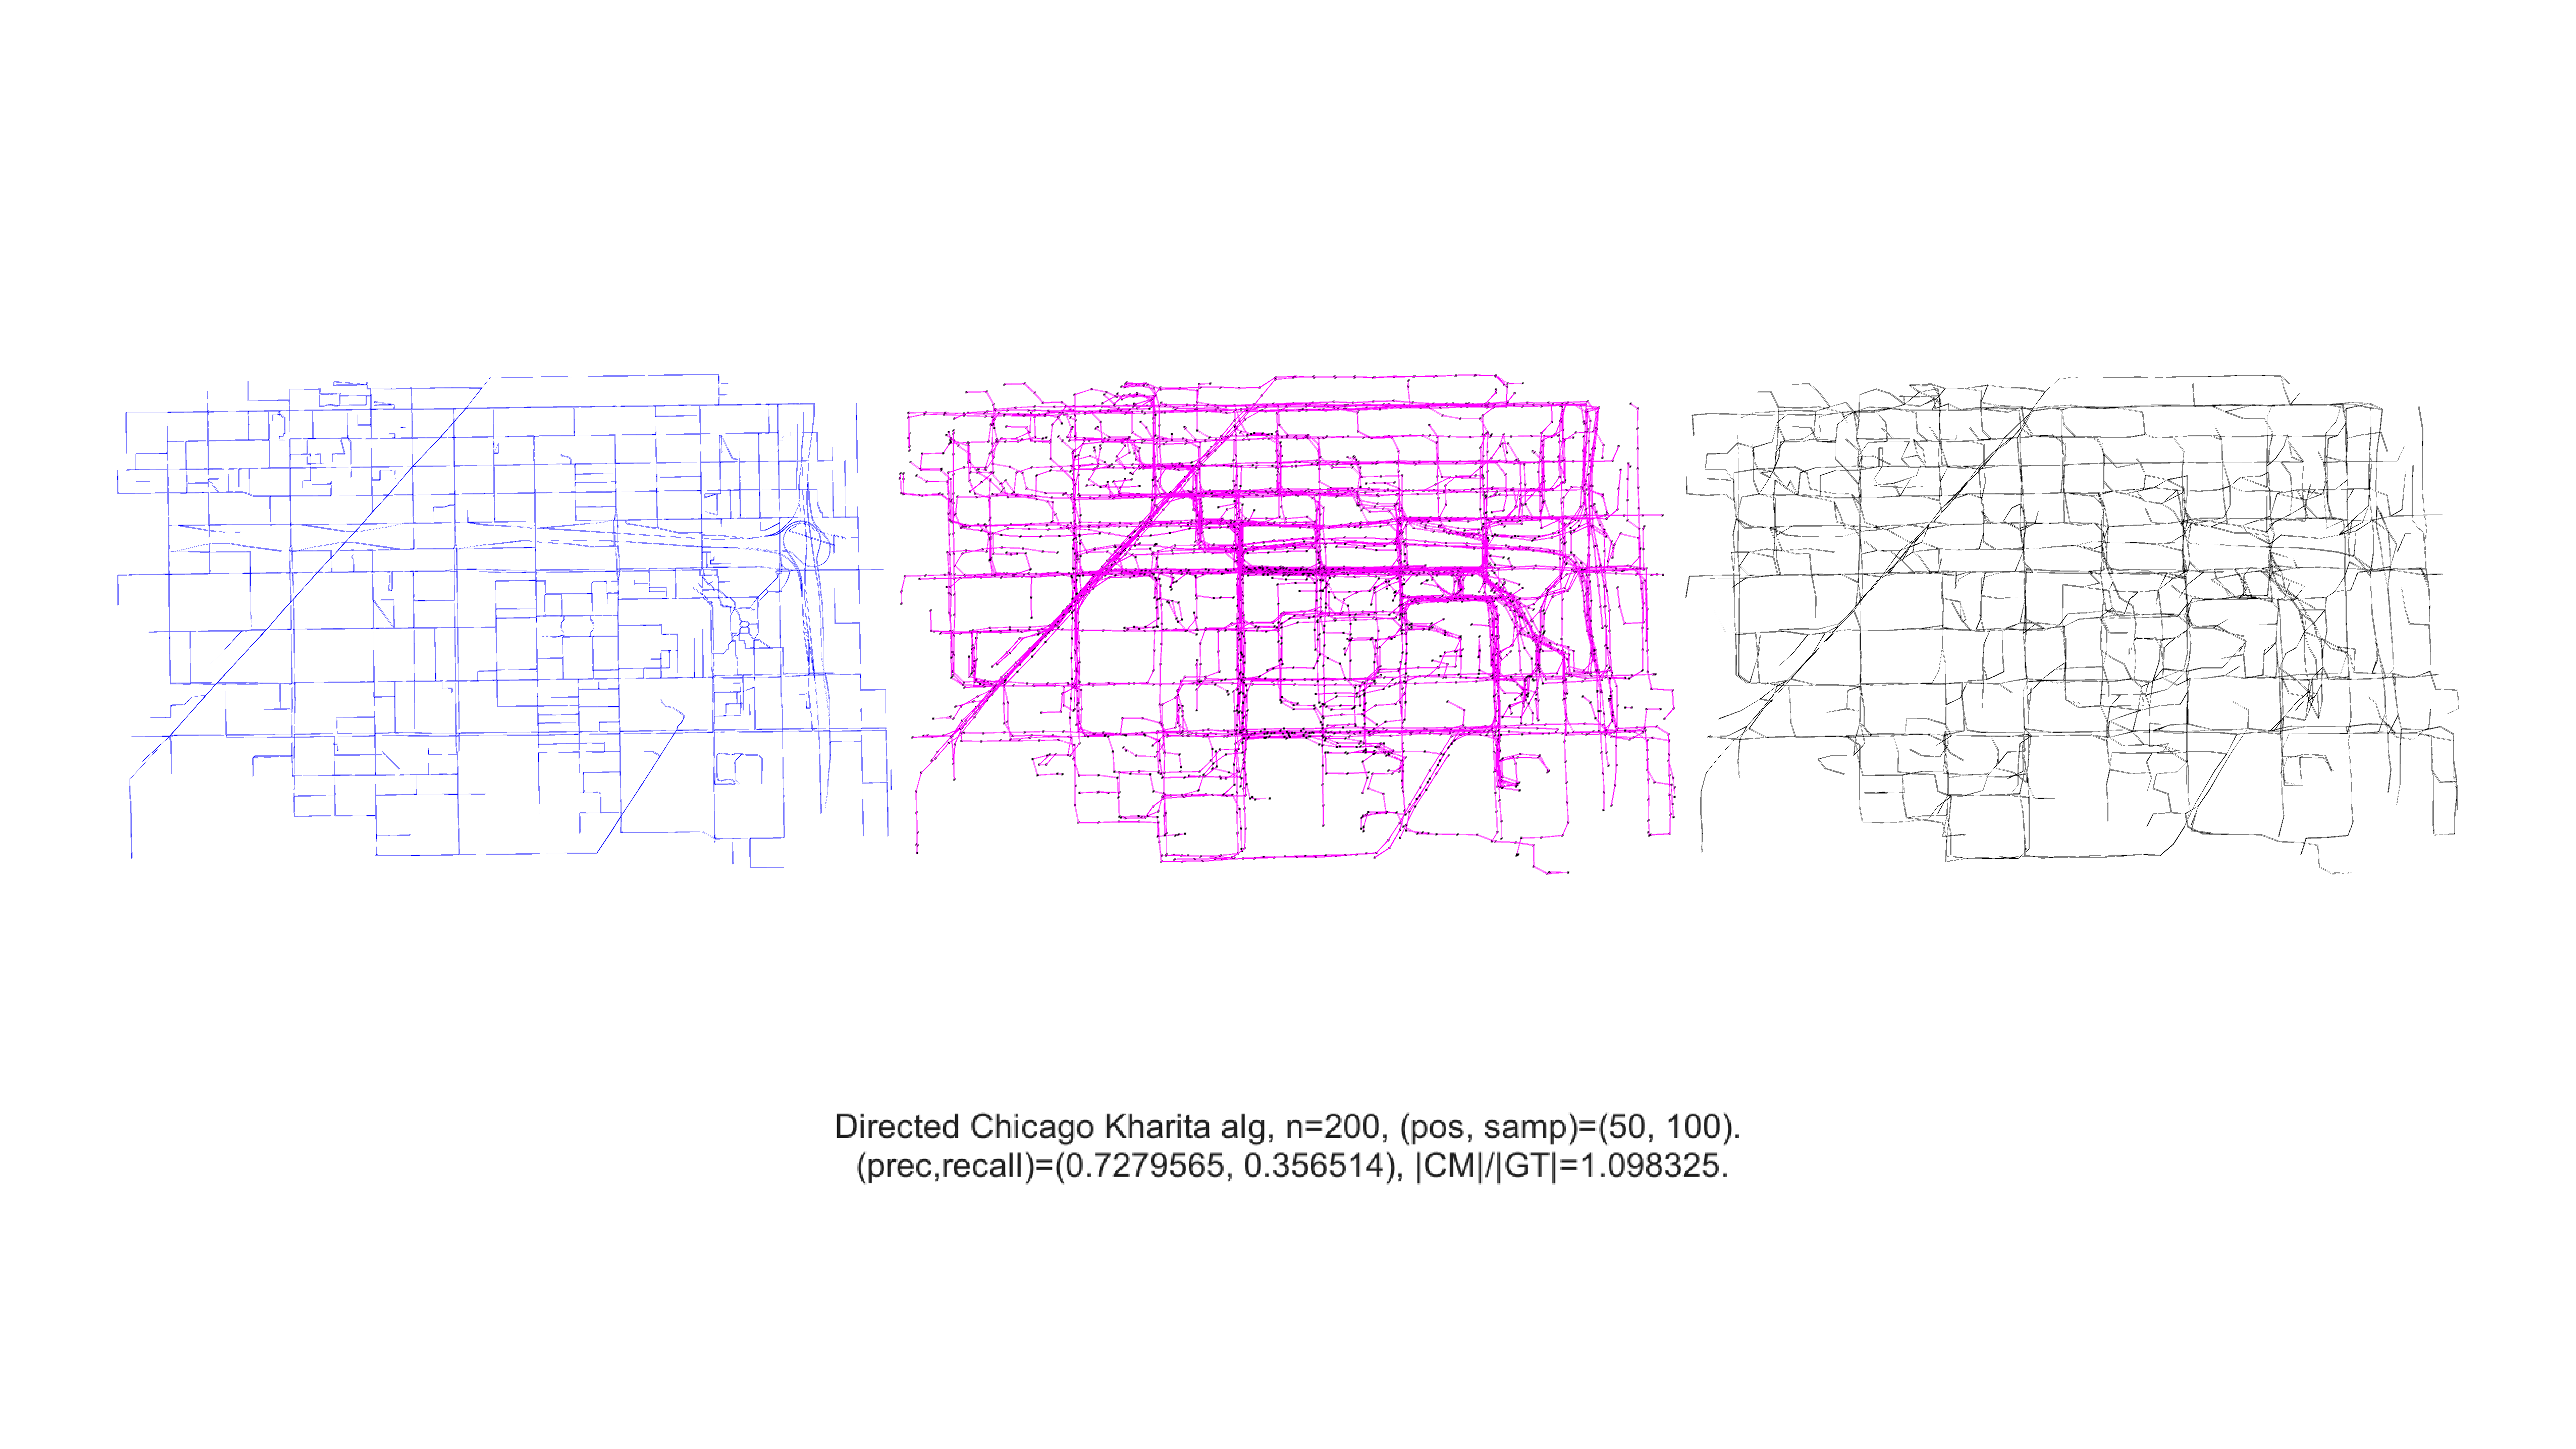 Directed Chicago Kharita alg, n=200, (pos, samp)=(50, 100).
(prec,recall)=(0.7279565, 0.356514), |CM|/|GT|=1.098325.